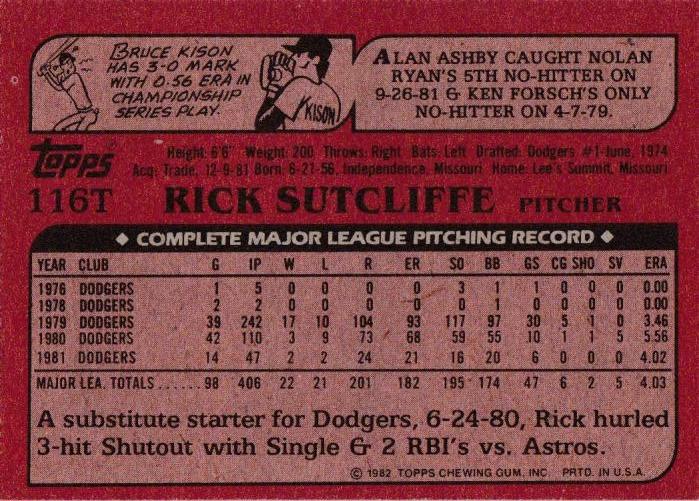 BRUCE KISON
HAS 3-0 MARK
WITH 0.56 ERA IN
CHAMPIONSHIP
SERIES PLAY.
KISON
ALAN ASHBY CAUGHT NOLAN
RYAN'S 5TH NO-HITTER ON
9-26-81 & KEN FORSCH'S ONLY
NO-HITTER ON 4-7-79.
TOPPS
Height: 6'6" Weight: 200 Throws: Right Bats: Left Drafted: Dodgers #1-June, 1974
Acq: Trade, 12-9-81 Born: 6-21-56, Independence, Missouri Home: Lee's Summit, Missouri
116T RICK SUTCLIFFE PITCHER
◆ COMPLETE MAJOR LEAGUE PITCHING RECORD ◆
YEAR CLUB G IP W L R ER SO BB GS CG SHO SV ERA
1976 DODGERS 1 5 0 0 0 0 3 1 1 0 0 0 0.00
1978 DODGERS 2 2 0 0 0 0 0 1 0 0 0 0 0.00
1979 DODGERS 39 242 17 10 104 93 117 97 30 5 1 0 3.46
1980 DODGERS 42 110 3 9 73 68 59 55 10 1 1 5 5.56
1981 DODGERS 14 47 2 2 24 21 16 20 6 0 0 0 4.02
MAJOR LEA. TOTALS...... 98 406 22 21 201 182 195 174 47 6 2 5 4.03
A substitute starter for Dodgers, 6-24-80, Rick hurled
3-hit Shutout with Single & 2 RBI's vs. Astros.
© 1982 TOPPS CHEWING GUM, INC. PRTD. IN U.S.A.